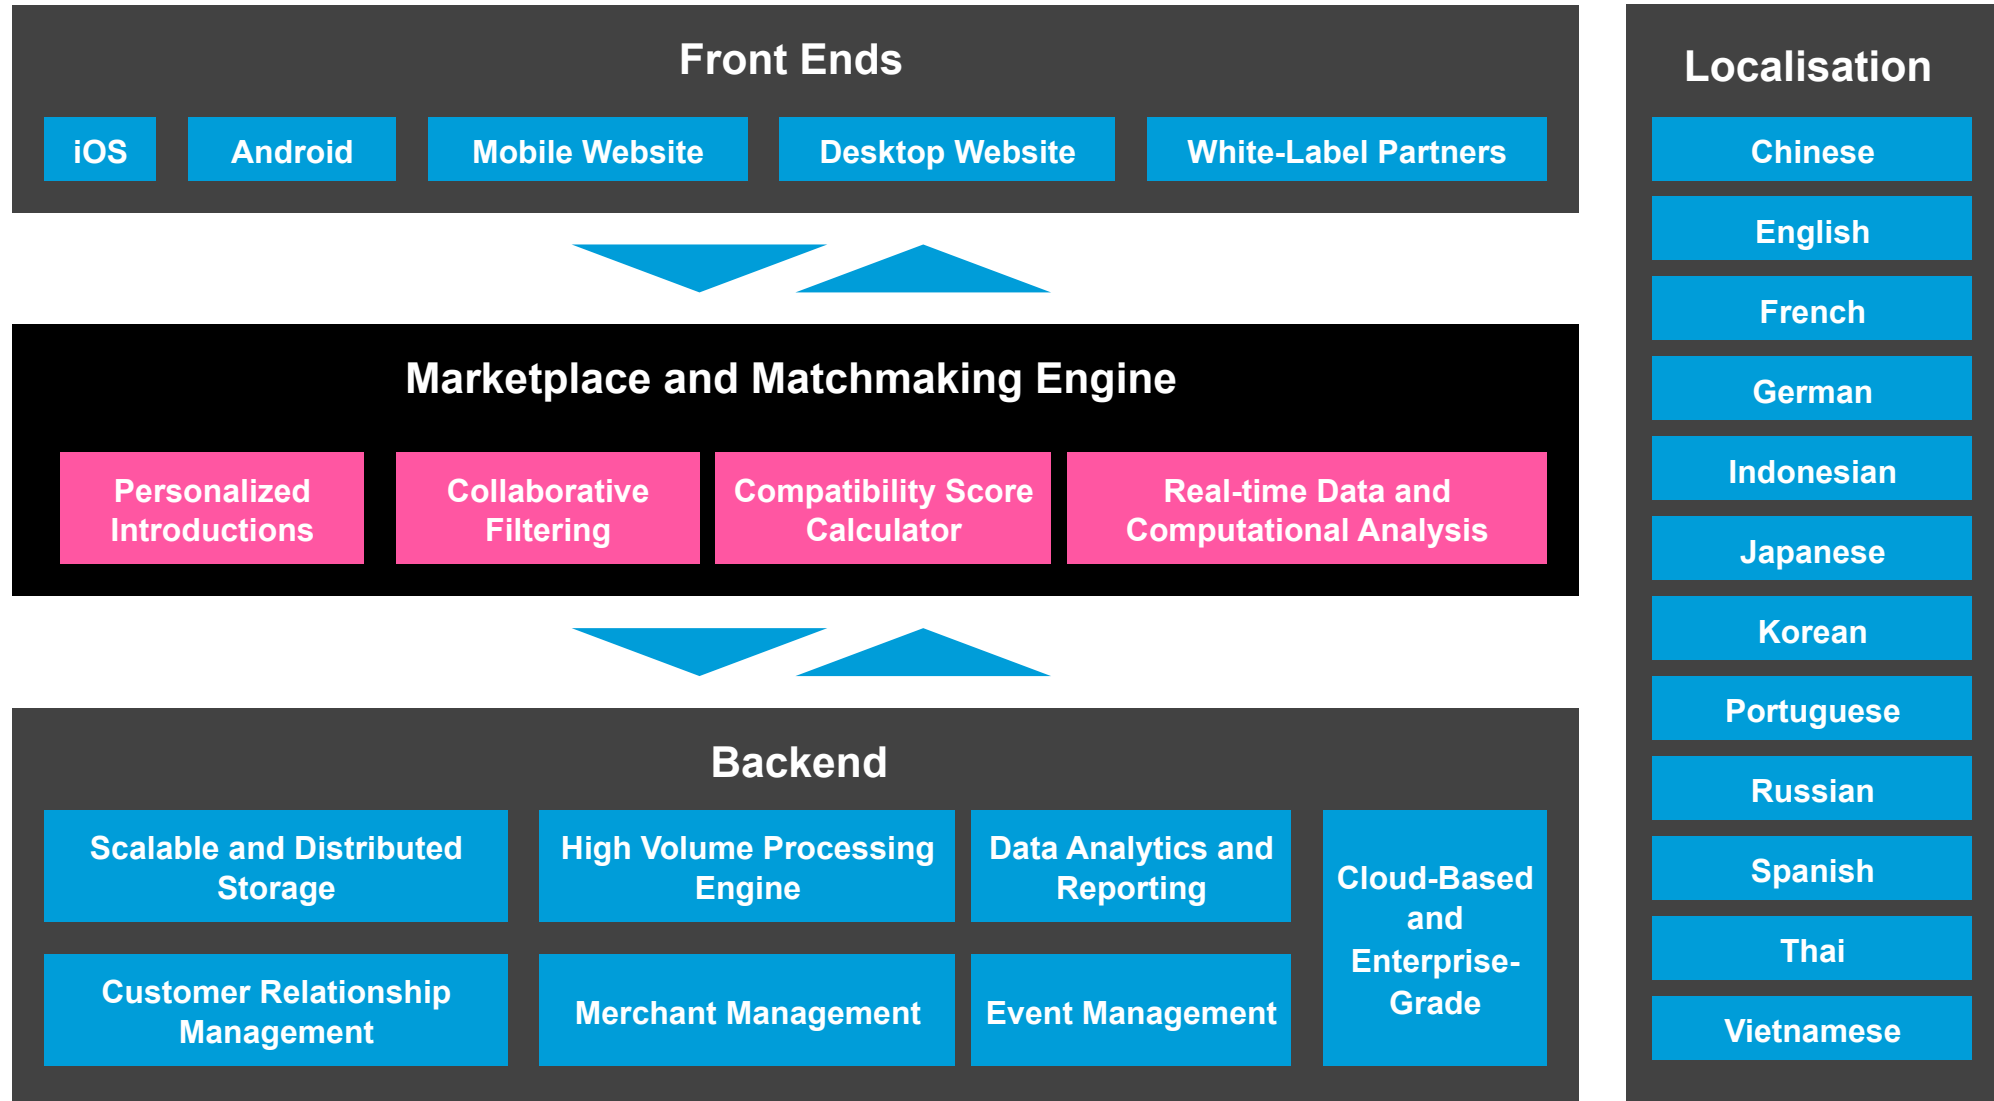 Front Ends
iOS
Android
Mobile Website
Desktop Website
White-Label Partners
Marketplace and Matchmaking Engine
Personalized
Introductions
Collaborative
Filtering
Compatibility Score
Calculator
Real-time Data and
Computational Analysis
Backend
Scalable and Distributed
Storage
High Volume Processing
Engine
Data Analytics and
Reporting
Cloud-Based
and
Enterprise-
Grade
Customer Relationship
Management
Merchant Management
Event Management
Localisation
Chinese
English
French
German
Indonesian
Japanese
Korean
Portuguese
Russian
Spanish
Thai
Vietnamese